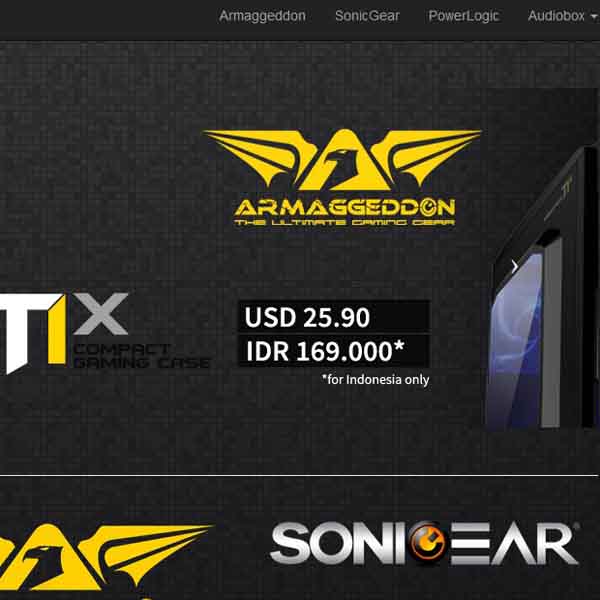 Armaggeddon SonicGear PowerLogic Audiobox
ARMAGGEDDON
THE ULTIMATE GAMING GEAR
T1X
COMPACT
GAMING CASE
USD 25.90
IDR 169.000*
*for Indonesia only
SONICGEAR®